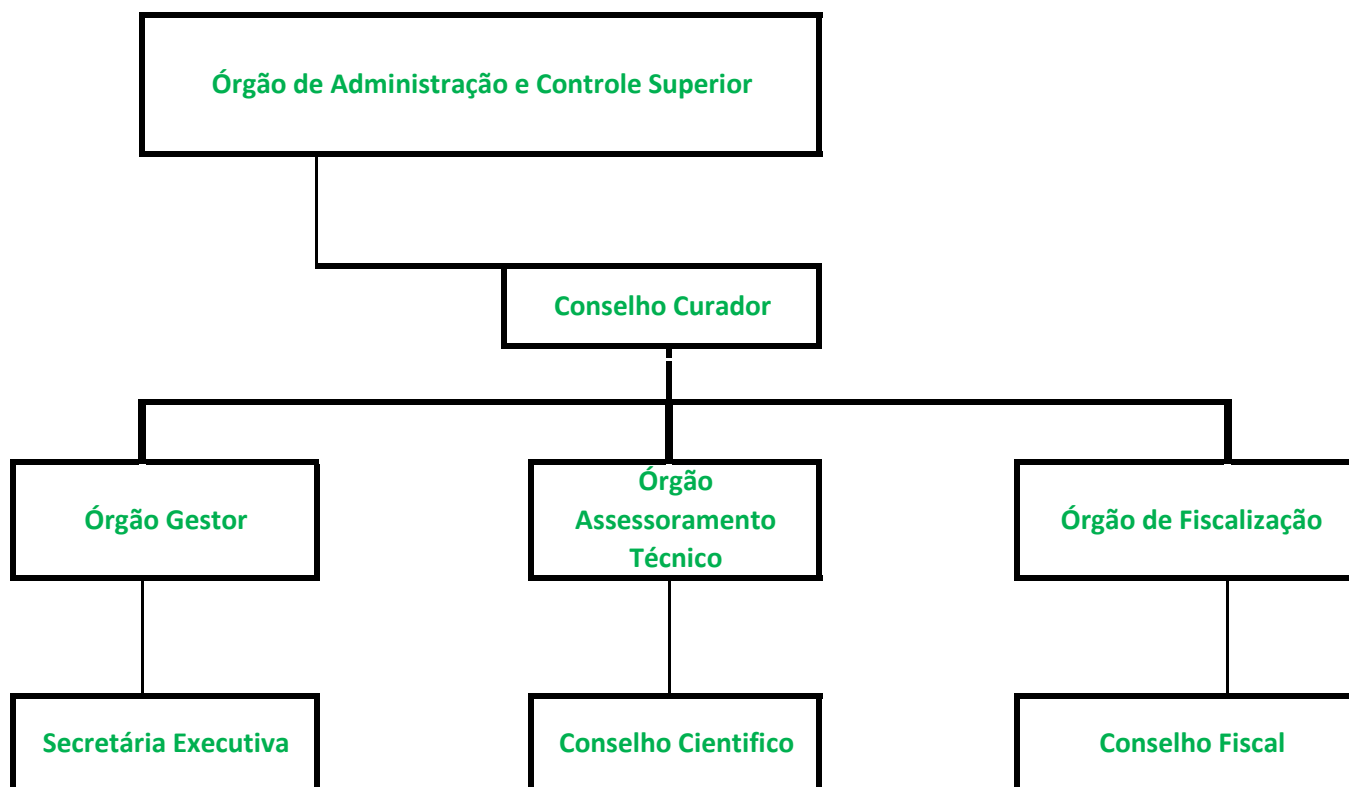 Órgão de Administração e Controle Superior
Conselho Curador
Órgão Gestor
Órgão
Assessoramento
Técnico
Órgão de Fiscalização
Secretária Executiva
Conselho Cientifico
Conselho Fiscal